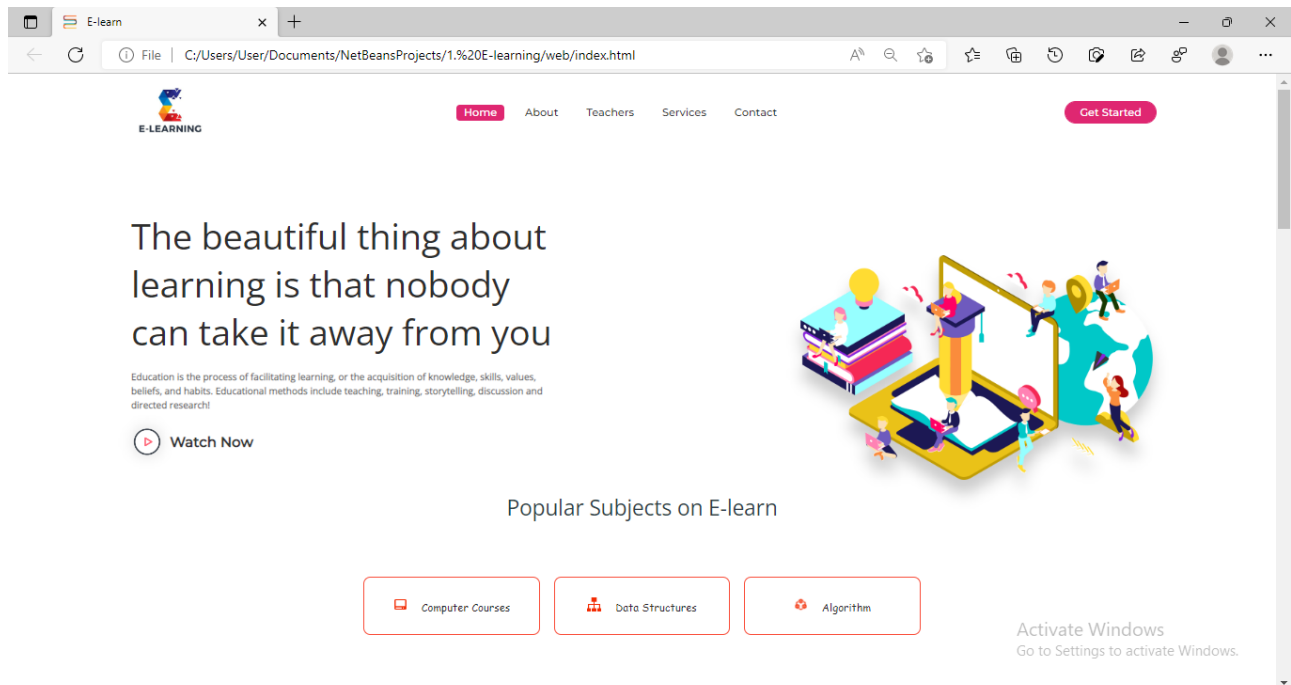 E-learn
File | C:/Users/User/Documents/NetBeansProjects/1.%20E-learning/web/index.html
E-LEARNING
Home About Teachers Services Contact
Get Started
The beautiful thing about
learning is that nobody
can take it away from you
Education is the process of facilitating learning, or the acquisition of knowledge, skills, values,
beliefs, and habits. Educational methods include teaching, training, storytelling, discussion and
directed research!
Watch Now
Popular Subjects on E-learn
Computer Courses
Data Structures
Algorithm
Activate Windows
Go to Settings to activate Windows.